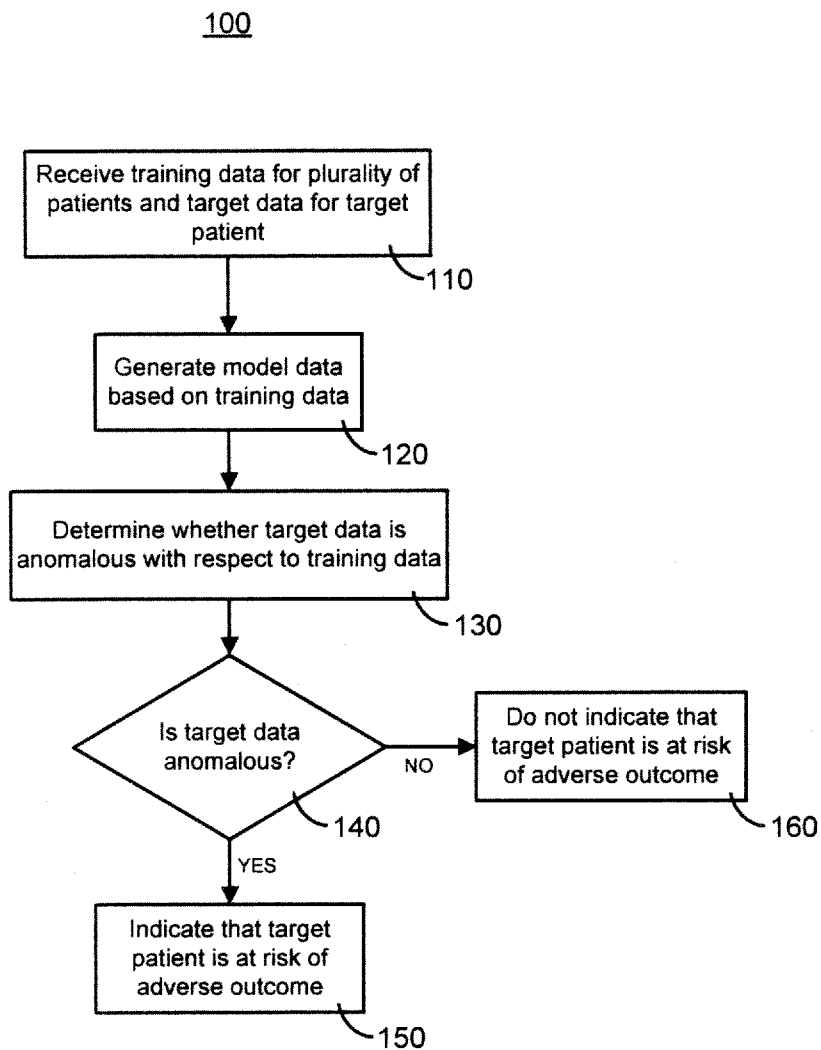 100
Receive training data for plurality of
patients and target data for target
patient
110
Generate model data
based on training data
120
Determine whether target data is
anomalous with respect to training data
130
Is target data
anomalous?
140
NO
Do not indicate that
target patient is at risk
of adverse outcome
160
YES
Indicate that target
patient is at risk of
adverse outcome
150